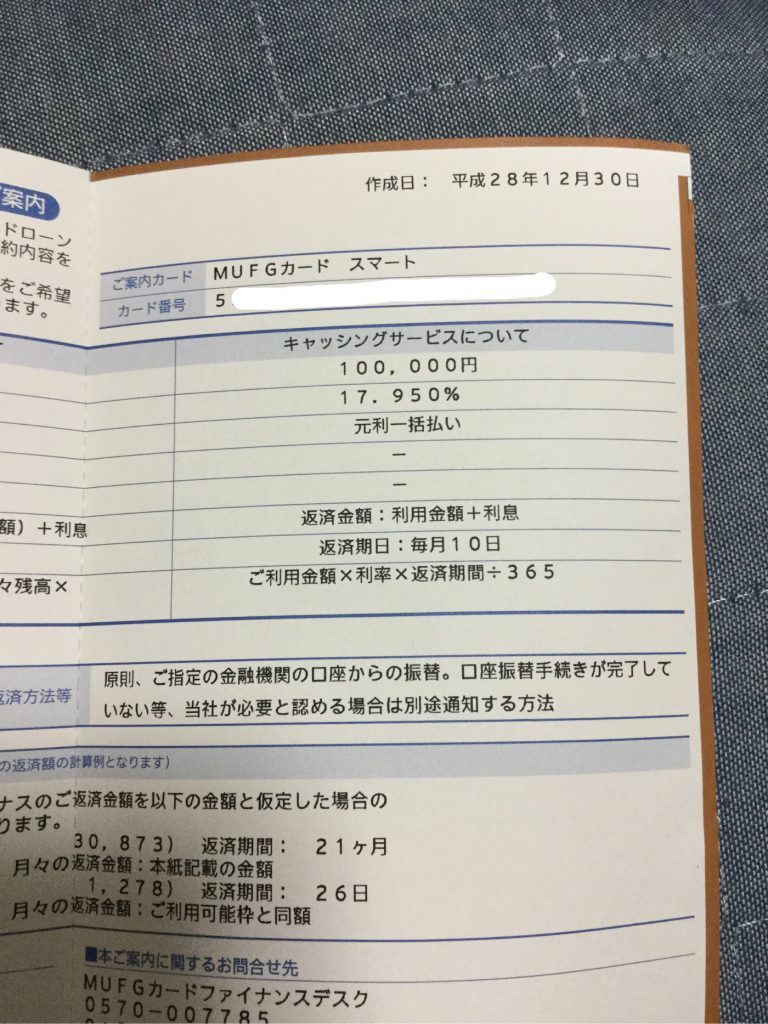 案内
作成日： 平成28年12月30日
ドローン
約内容を
をご希望
ます。
ご案内カード MUFGカード スマート
カード番号 5
キャッシングサービスについて
100,000円
17.950%
元利一括払い
－
－
額）＋利息
返済金額：利用金額＋利息
返済期日：毎月10日
々残高×
ご利用金額×利率×返済期間÷365
返済方法等
原則、ご指定の金融機関の口座からの振替。口座振替手続きが完了して
いない等、当社が必要と認める場合は別途通知する方法
の返済額の計算例となります）
ナスのご返済金額を以下の金額と仮定した場合の
ります。
30,873） 返済期間： 21ヶ月
月々の返済金額：本紙記載の金額
1,278） 返済期間： 26日
月々の返済金額：ご利用可能枠と同額
■本ご案内に関するお問合せ先
MUFGカードファイナンスデスク
0570-007785